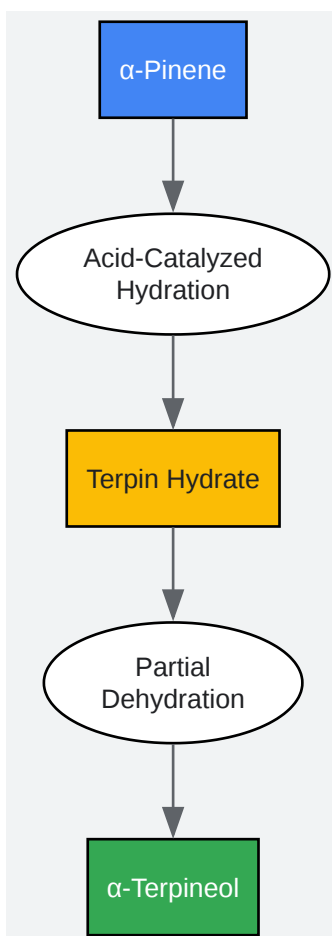 α-Pinene
Acid-Catalyzed
Hydration
Terpin Hydrate
Partial
Dehydration
α-Terpineol